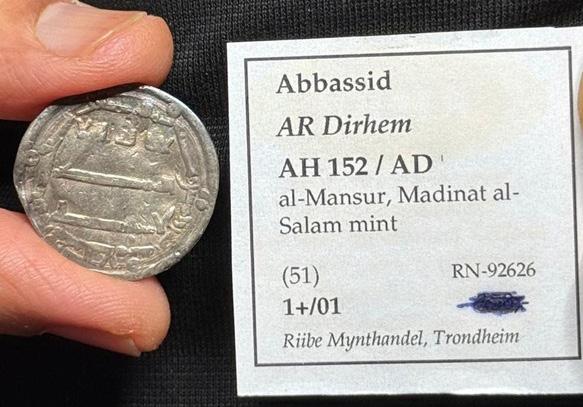 Abbassid
AR Dirhem
AH 152 / AD
al-Mansur, Madinat al-
Salam mint
(51)
RN-92626
1+/01
Riibe Mynthandel, Trondheim